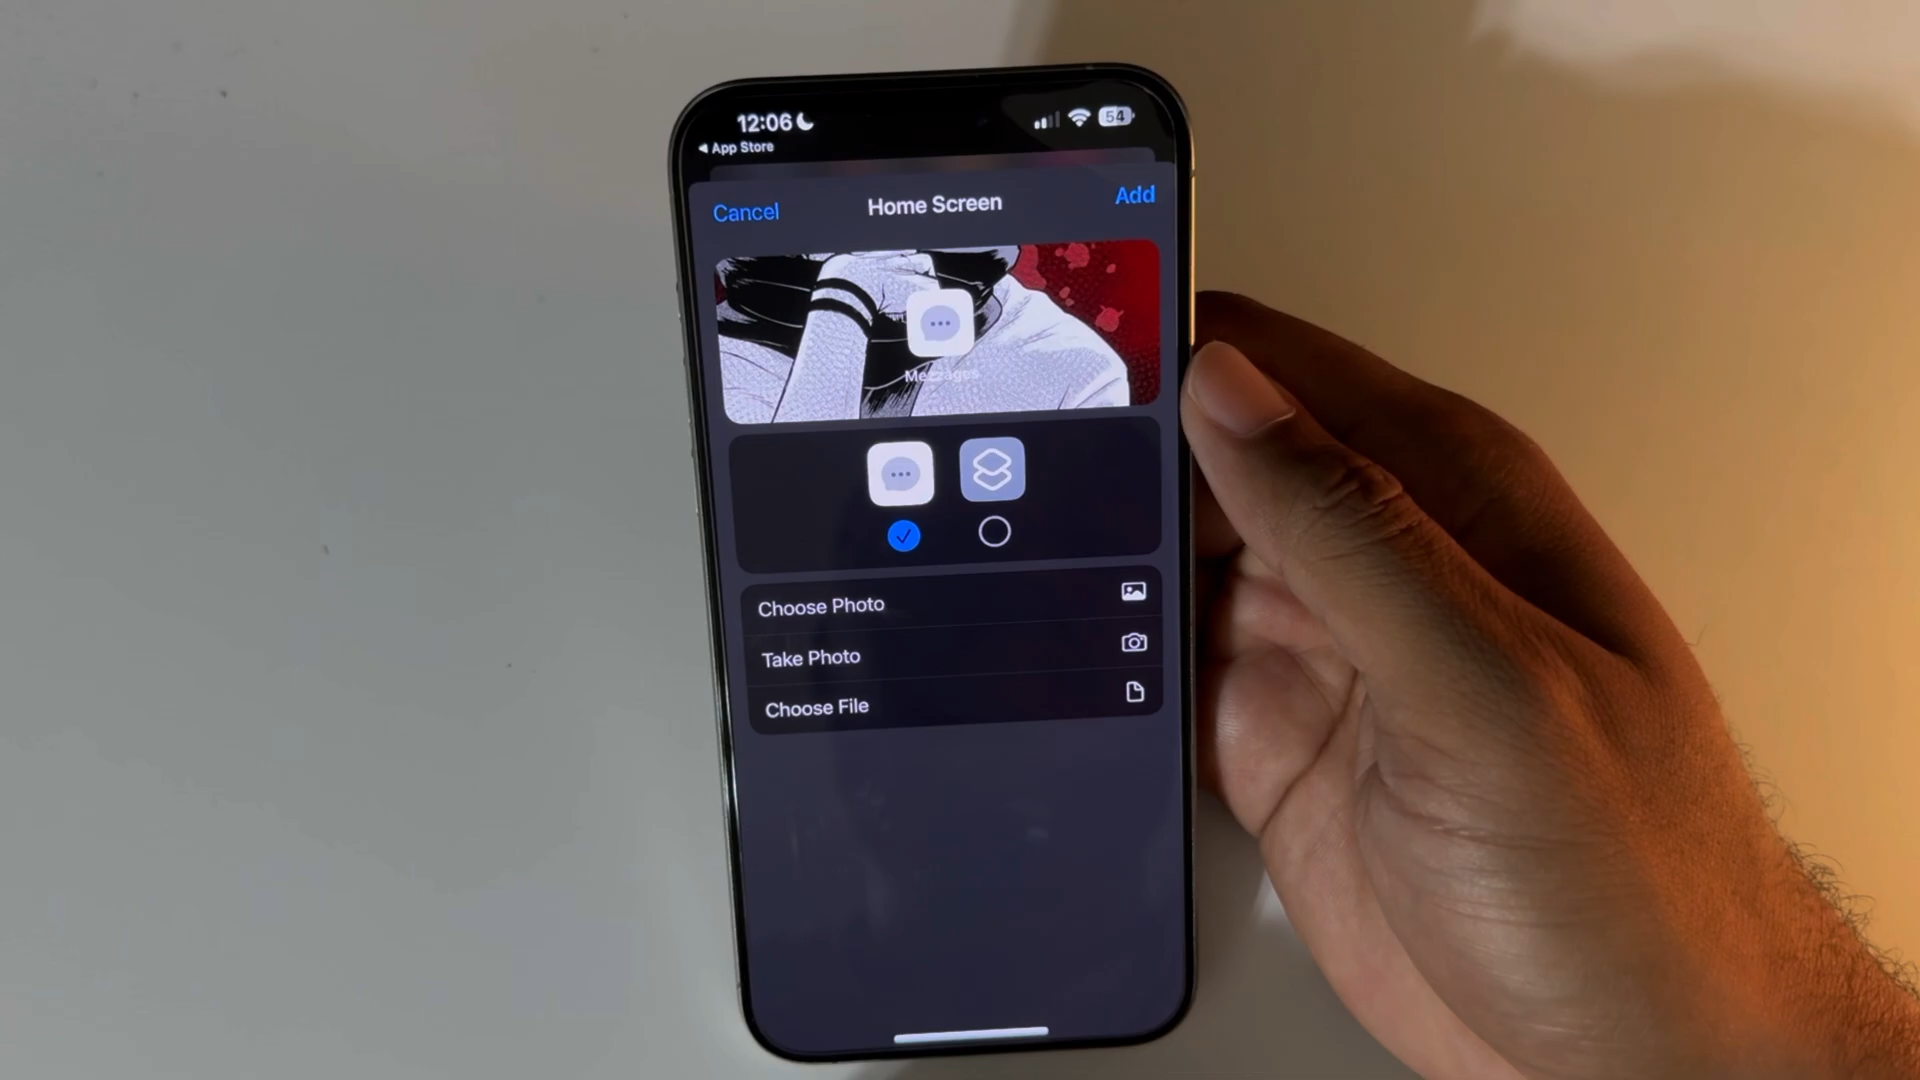 12:06
54
App Store
Cancel
Home Screen
Add
Messages
Choose Photo
Take Photo
Choose File